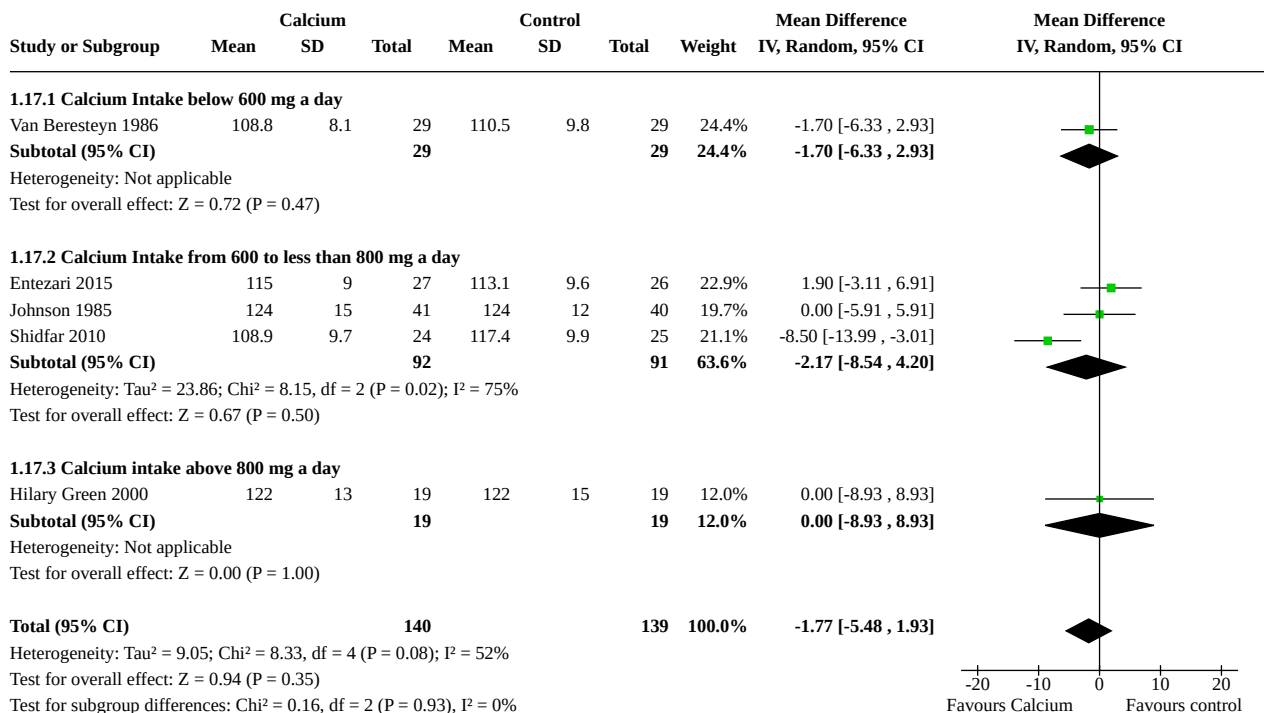 Calcium Control Mean Difference Mean Difference
Study or Subgroup Mean SD Total Mean SD Total Weight IV, Random, 95% CI IV, Random, 95% CI
1.17.1 Calcium Intake below 600 mg a day
Van Beresteyn 1986 108.8 8.1 29 110.5 9.8 29 24.4% -1.70 [-6.33 , 2.93]
Subtotal (95% CI) 29 29 24.4% -1.70 [-6.33 , 2.93]
Heterogeneity: Not applicable
Test for overall effect: Z = 0.72 (P = 0.47)
1.17.2 Calcium Intake from 600 to less than 800 mg a day
Entezari 2015 115 9 27 113.1 9.6 26 22.9% 1.90 [-3.11 , 6.91]
Johnson 1985 124 15 41 124 12 40 19.7% 0.00 [-5.91 , 5.91]
Shidfar 2010 108.9 9.7 24 117.4 9.9 25 21.1% -8.50 [-13.99 , -3.01]
Subtotal (95% CI) 92 91 63.6% -2.17 [-8.54 , 4.20]
Heterogeneity: Tau² = 23.86; Chi² = 8.15, df = 2 (P = 0.02); I² = 75%
Test for overall effect: Z = 0.67 (P = 0.50)
1.17.3 Calcium intake above 800 mg a day
Hilary Green 2000 122 13 19 122 15 19 12.0% 0.00 [-8.93 , 8.93]
Subtotal (95% CI) 19 19 12.0% 0.00 [-8.93 , 8.93]
Heterogeneity: Not applicable
Test for overall effect: Z = 0.00 (P = 1.00)
Total (95% CI) 140 139 100.0% -1.77 [-5.48 , 1.93]
Heterogeneity: Tau² = 9.05; Chi² = 8.33, df = 4 (P = 0.08); I² = 52%
Test for overall effect: Z = 0.94 (P = 0.35) -20 -10 0 10 20
Test for subgroup differences: Chi² = 0.16, df = 2 (P = 0.93), I² = 0% Favours Calcium Favours control